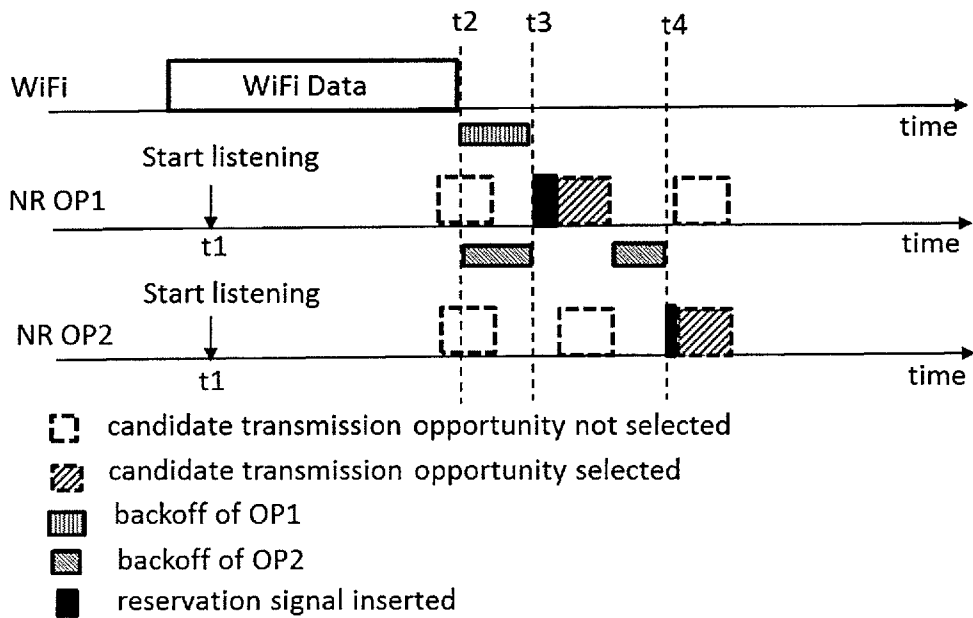 t2 t3 t4
WiFi
WiFi Data
time
Start listening
NR OP1
t1
time
Start listening
NR OP2
t1
time
candidate transmission opportunity not selected
candidate transmission opportunity selected
backoff of OP1
backoff of OP2
reservation signal inserted